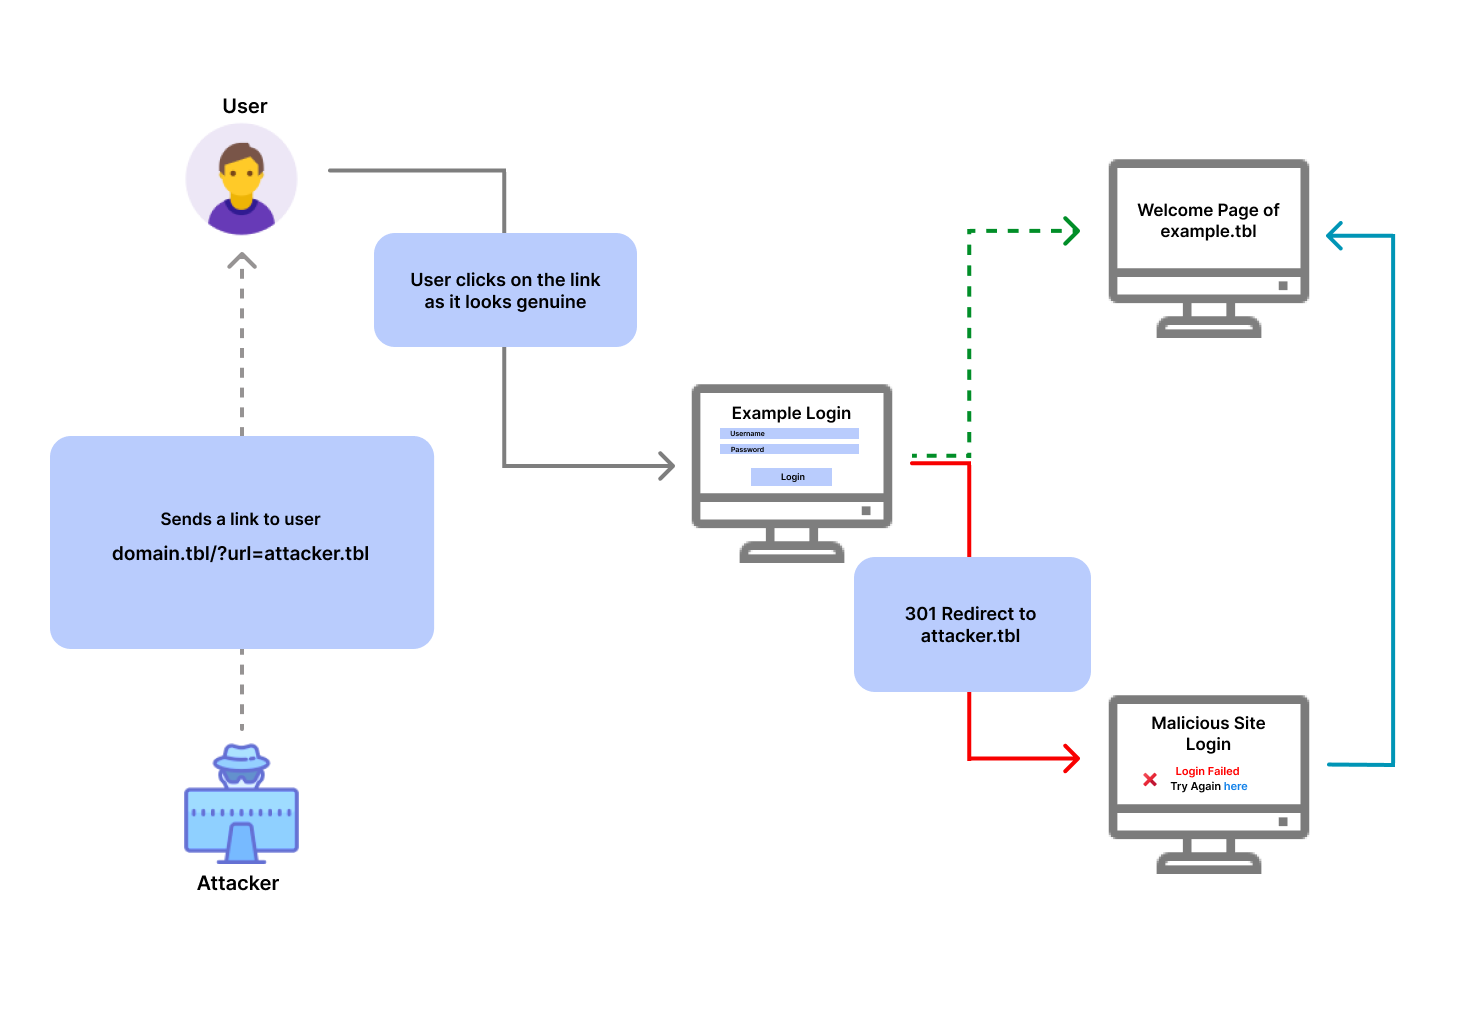 User
User clicks on the link
as it looks genuine
Sends a link to user
domain.tbl/?url=attacker.tbl
Attacker
Example Login
Username
Password
Login
Welcome Page of
example.tbl
301 Redirect to
attacker.tbl
Malicious Site
Login
Login Failed
Try Again here